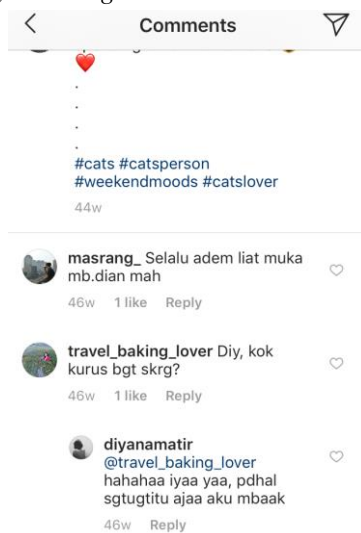 Comments
.
.
.
.
#cats #catsperson
#weekendmoods #catslover
44w
masrang_ Selalu adem liat muka
mb.dian mah
46w 1 like Reply
travel_baking_lover Diy, kok
kurus bgt skrg?
46w 1 like Reply
diyanamatir
@travel_baking_lover
hahahaa iyaa yaa, pdhal
sgtugtitu ajaa aku mbaak
46w Reply